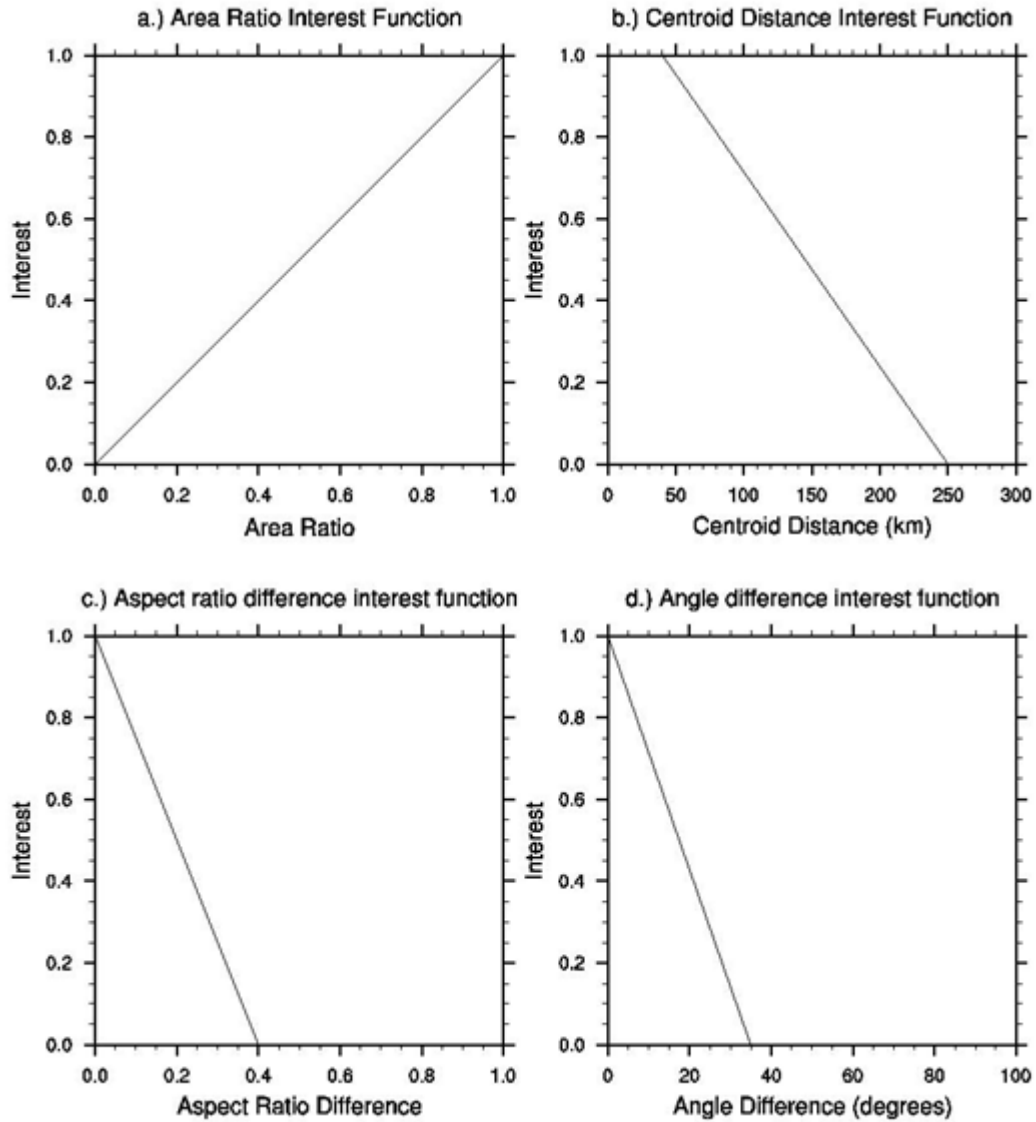 a.) Area Ratio Interest Function
1.0
0.8
0.6
0.4
0.2
0.0
Interest
0.0 0.2 0.4 0.6 0.8 1.0
Area Ratio
b.) Centroid Distance Interest Function
1.0
0.8
0.6
0.4
0.2
0.0
Interest
0 50 100 150 200 250 300
Centroid Distance (km)
c.) Aspect ratio difference interest function
1.0
0.8
0.6
0.4
0.2
0.0
Interest
0.0 0.2 0.4 0.6 0.8 1.0
Aspect Ratio Difference
d.) Angle difference interest function
1.0
0.8
0.6
0.4
0.2
0.0
Interest
0 20 40 60 80 100
Angle Difference (degrees)